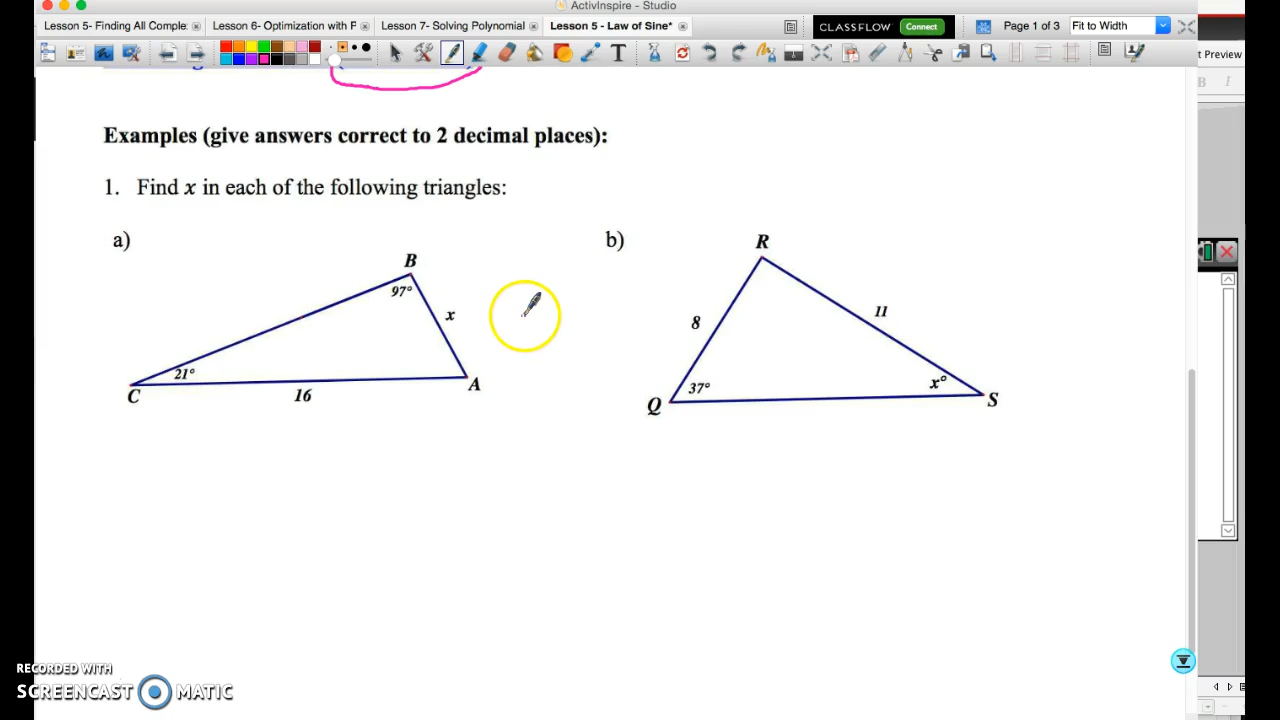 ActivInspire - Studio
Lesson 5- Finding All Comple:
Lesson 6- Optimization with F
Lesson 7- Solving Polynomial
Lesson 5 - Law of Sine*
CLASSFLOW
Connect
Page 1 of 3
Fit to Width
t Preview
B I
T
Examples (give answers correct to 2 decimal places):
1. Find x in each of the following triangles:
a)
B
97°
x
21°
C
16
A
b)
R
8
11
37°
x°
Q
S
RECORDED WITH
SCREENCAST MATIC